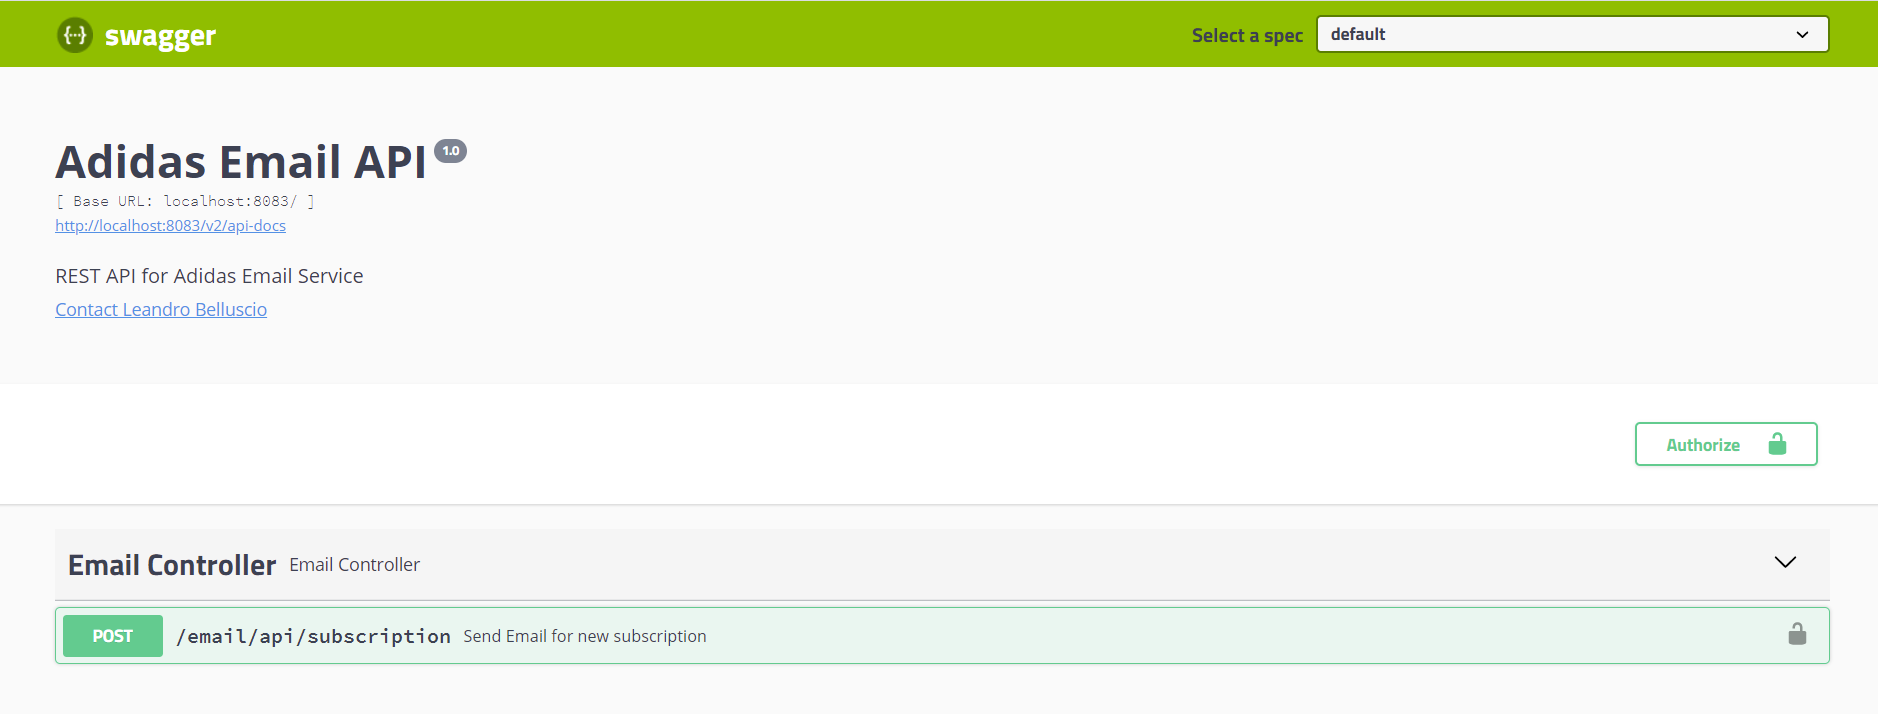 {...} swagger
Select a spec default
Adidas Email API 1.0
[ Base URL: localhost:8083/ ]
http://localhost:8083/v2/api-docs
REST API for Adidas Email Service
Contact Leandro Belluscio
Authorize
Email Controller Email Controller
POST /email/api/subscription Send Email for new subscription